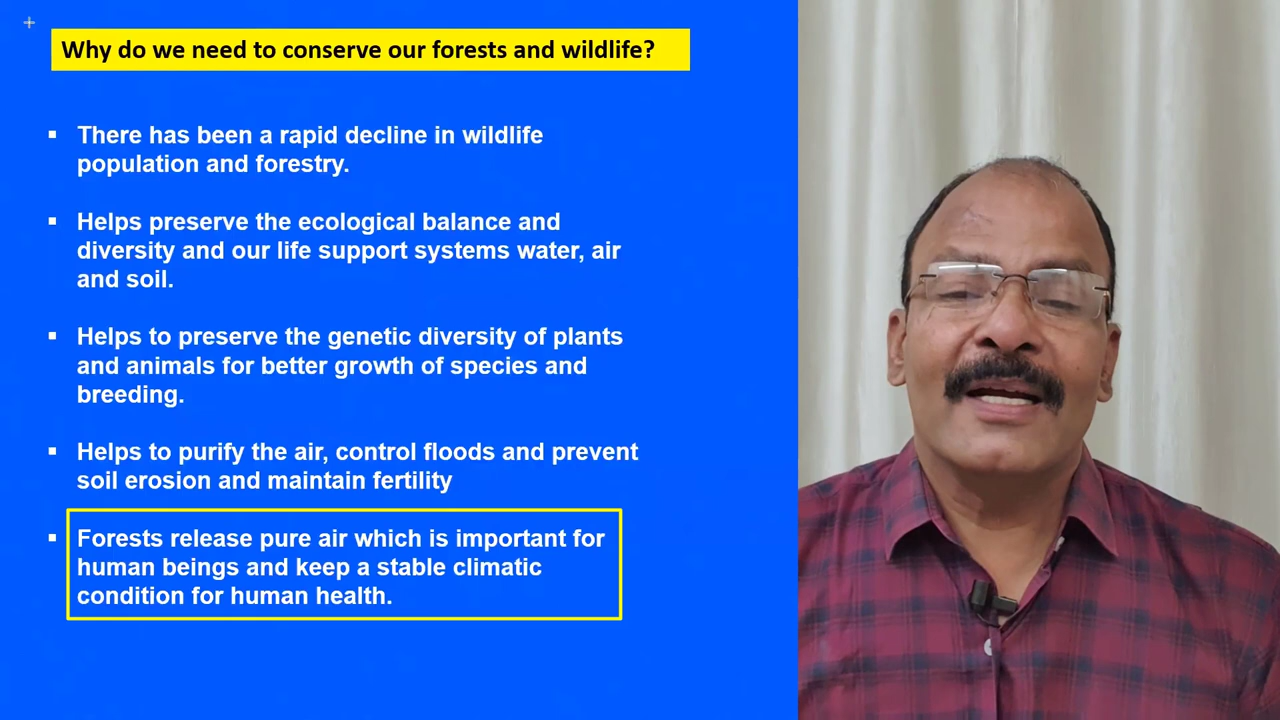 Why do we need to conserve our forests and wildlife?
There has been a rapid decline in wildlife
population and forestry.
Helps preserve the ecological balance and
diversity and our life support systems water, air
and soil.
Helps to preserve the genetic diversity of plants
and animals for better growth of species and
breeding.
Helps to purify the air, control floods and prevent
soil erosion and maintain fertility
Forests release pure air which is important for
human beings and keep a stable climatic
condition for human health.